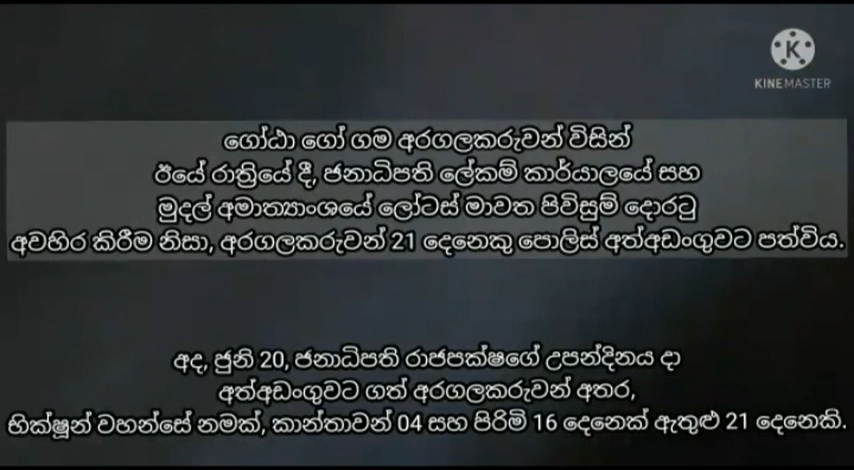 KINEMASTER
ගෝඨා ගෝ ගම අරගලකරුවන් විසින්
ඊයේ රාත්‍රියේ දී, ජනාධිපති ලේකම් කාර්යාලයේ සහ
මුදල් අමාත්‍යාංශයේ ලෝටස් මාවත පිවිසුම් දොරටු
අවහිර කිරීම නිසා, අරගලකරුවන් 21 දෙනෙකු පොලිස් අත්අඩංගුවට පත්විය.
අද, ජුනි 20, ජනාධිපති රාජපක්ෂගේ උපන්දිනය දා
අත්අඩංගුවට ගත් අරගලකරුවන් අතර,
භික්ෂූන් වහන්සේ නමක්, කාන්තාවන් 04 සහ පිරිමි 16 දෙනෙක් ඇතුළු 21 දෙනෙකි.